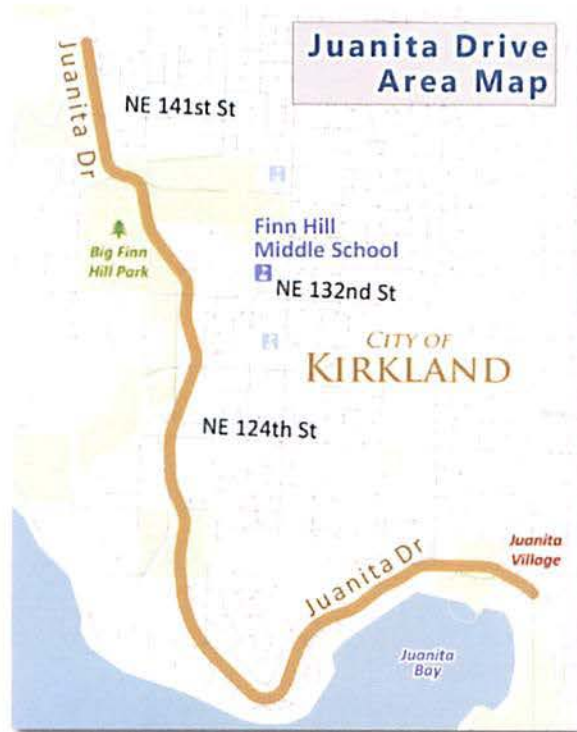 Juanita Drive
Area Map
Juanita Dr
NE 141st St
Finn Hill
Middle School
Big Finn
Hill Park
NE 132nd St
CITY OF
KIRKLAND
NE 124th St
Juanita Dr
Juanita
Village
Juanita
Bay